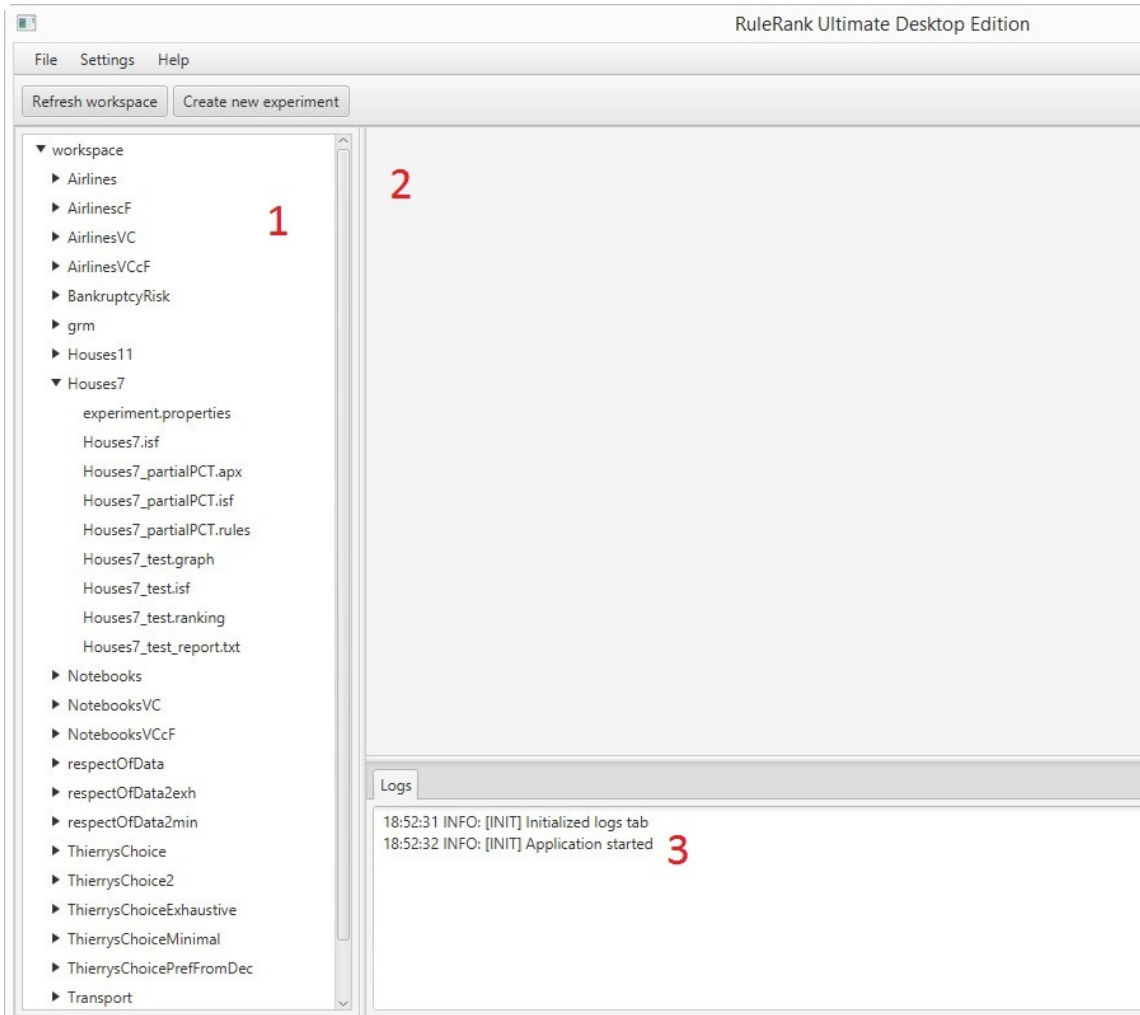 RuleRank Ultimate Desktop Edition
File Settings Help
Refresh workspace Create new experiment
workspace
Airlines
AirlinescF
AirlinesVC
AirlinesVCcF
BankruptcyRisk
grm
Houses11
Houses7
experiment.properties
Houses7.isf
Houses7_partialPCT.apx
Houses7_partialPCT.isf
Houses7_partialPCT.rules
Houses7_test.graph
Houses7_test.isf
Houses7_test.ranking
Houses7_test_report.txt
Notebooks
NotebooksVC
NotebooksVCcF
respectOfData
respectOfData2exh
respectOfData2min
ThierrysChoice
ThierrysChoice2
ThierrysChoiceExhaustive
ThierrysChoiceMinimal
ThierrysChoicePrefFromDec
Transport
1
2
Logs
18:52:31 INFO: [INIT] Initialized logs tab
18:52:32 INFO: [INIT] Application started
3